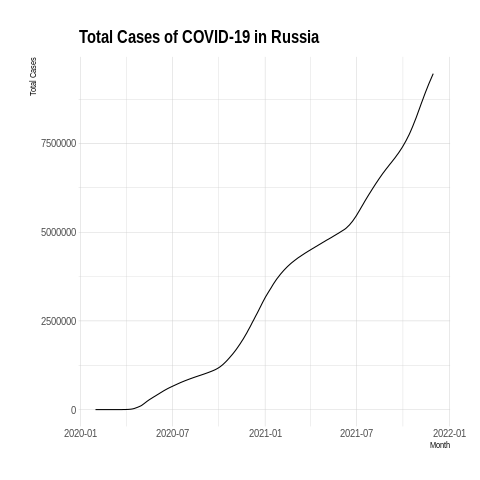 Total Cases of COVID-19 in Russia
Total Cases
7500000
5000000
2500000
0
2020-01 2020-07 2021-01 2021-07 2022-01
Month